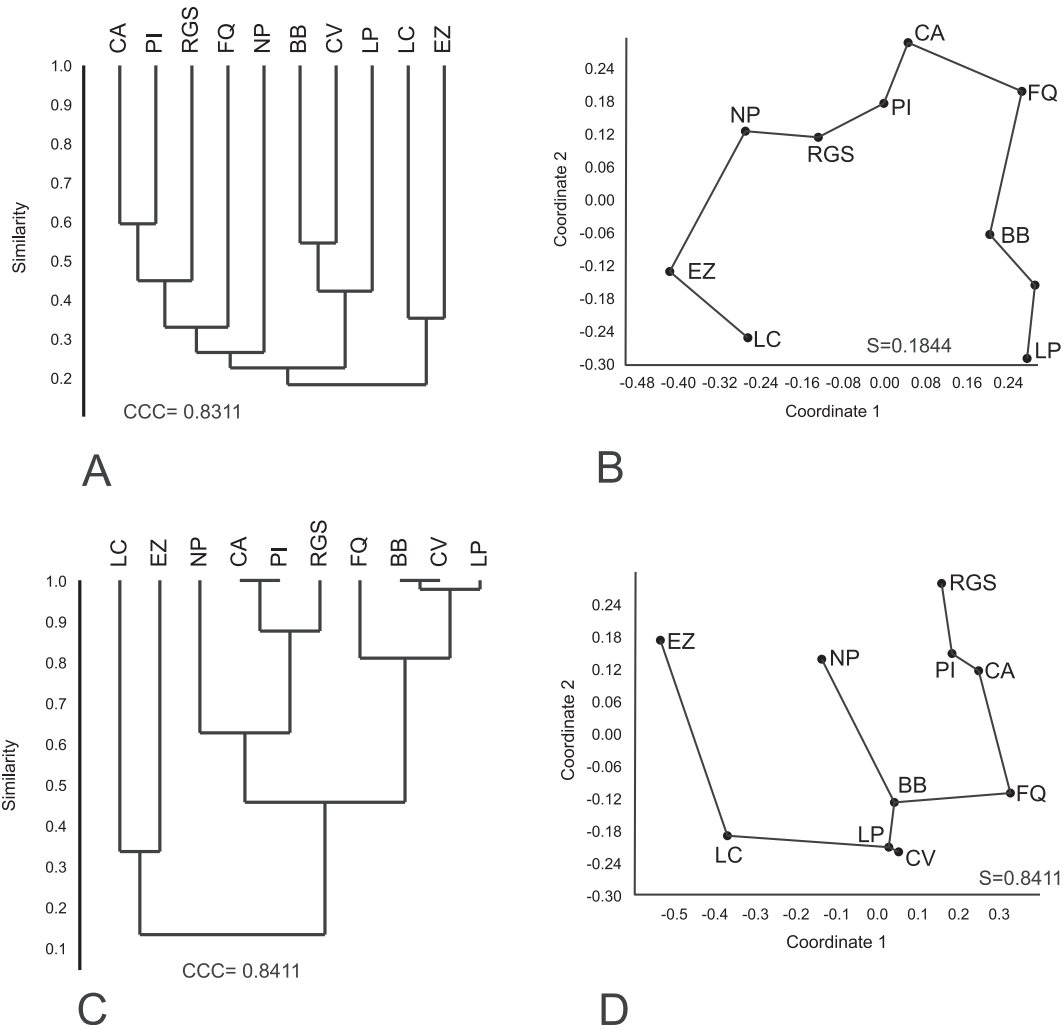 CA PI RGS FQ NP BB CV LP LC EZ
1.0
0.9
0.8
0.7
0.6
0.5
0.4
0.3
0.2
Similarity
CCC= 0.8311
A
CA
FQ
PI
NP
RGS
BB
EZ
LC
LP
S=0.1844
0.24
0.18
0.12
0.06
0.00
-0.06
-0.12
-0.18
-0.24
-0.30
Coordinate 2
-0.48 -0.40 -0.32 -0.24 -0.16 -0.08 0.00 0.08 0.16 0.24
Coordinate 1
B
LC EZ NP CA PI RGS FQ BB CV LP
1.0
0.9
0.8
0.7
0.6
0.5
0.4
0.3
0.2
0.1
Similarity
CCC= 0.8411
C
RGS
EZ
NP
PI CA
BB
FQ
LP
LC
CV
S=0.8411
0.24
0.18
0.12
0.06
0.00
-0.06
-0.12
-0.18
-0.24
-0.30
Coordinate 2
-0.5 -0.4 -0.3 -0.2 -0.1 0.0 0.1 0.2 0.3
Coordinate 1
D